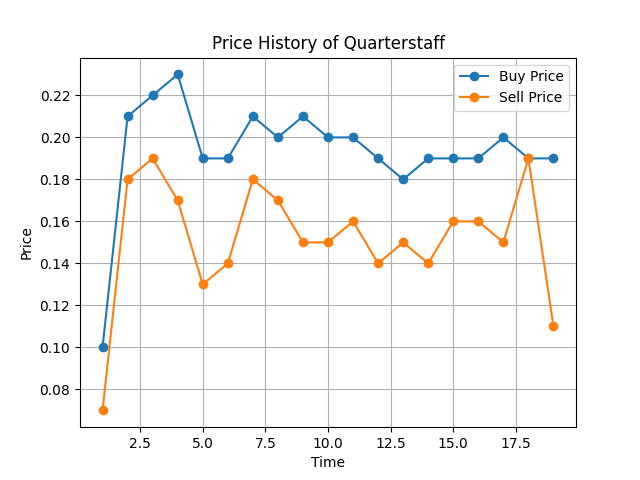 Price History of Quarterstaff
Buy Price
Sell Price
0.22
0.20
0.18
0.16
0.14
0.12
0.10
0.08
Price
2.5 5.0 7.5 10.0 12.5 15.0 17.5
Time